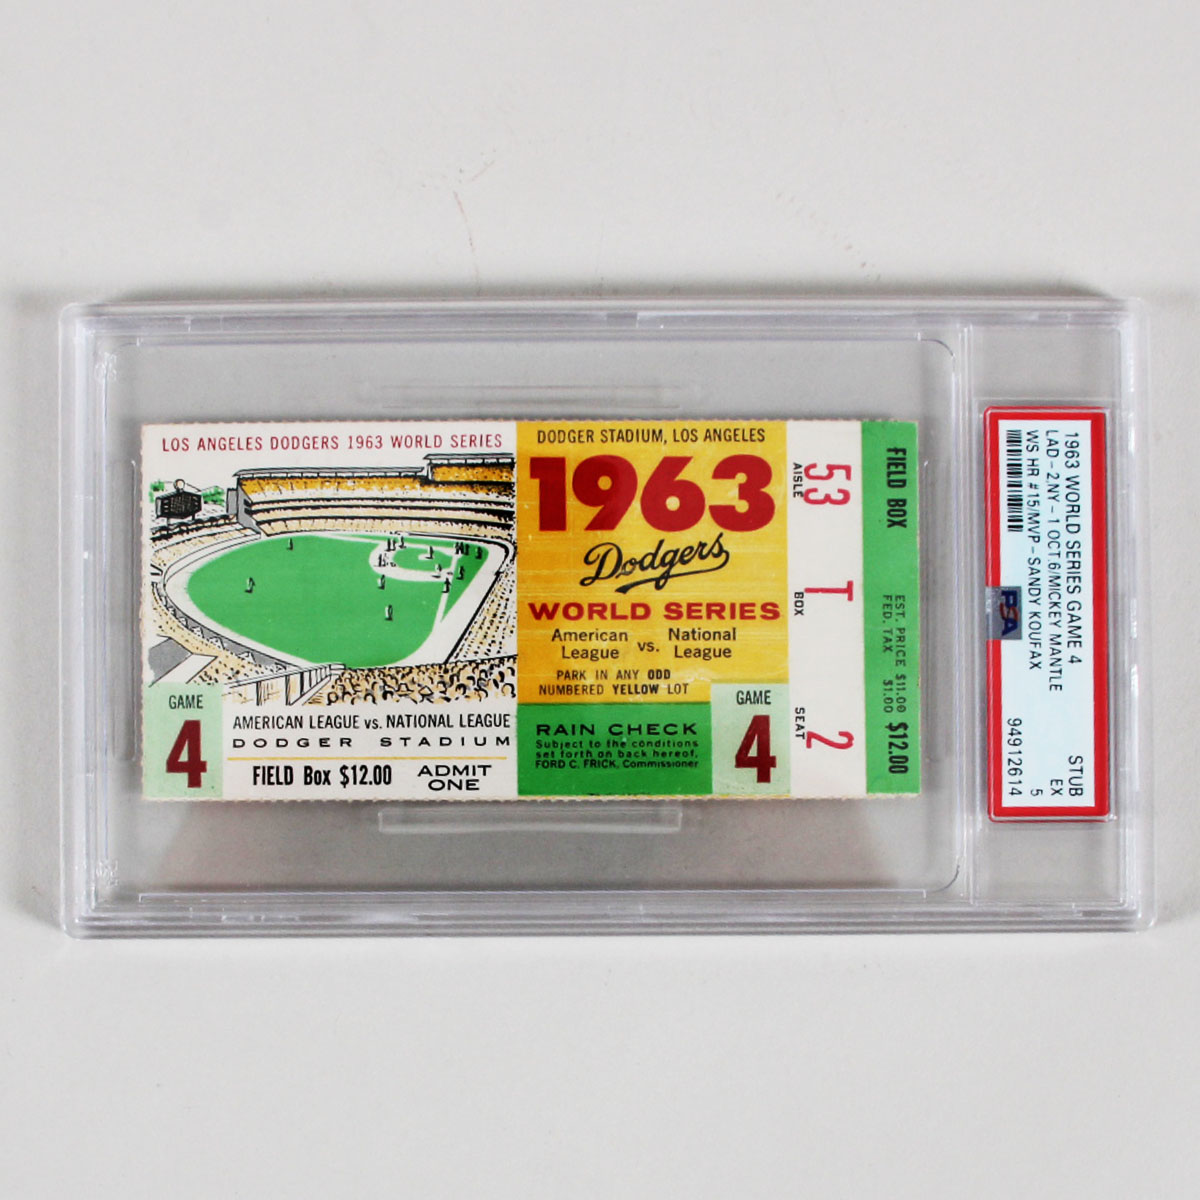 LOS ANGELES DODGERS 1963 WORLD SERIES
GAME
4
AMERICAN LEAGUE vs. NATIONAL LEAGUE
DODGER STADIUM
FIELD Box $12.00
ADMIT
ONE
DODGER STADIUM, LOS ANGELES
1963
Dodgers
WORLD SERIES
American
League
vs.
National
League
PARK IN ANY ODD
NUMBERED YELLOW LOT
RAIN CHECK
Subject to the conditions
set forth on back hereof,
FORD C. FRICK, Commissioner
GAME
4
53
AISLE
T
BOX
2
SEAT
FIELD BOX
EST. PRICE $11.00
FED. TAX $1.00
$12.00
1963 WORLD SERIES GAME 4 STUB
LAD-2,NY-1 OCT 6/MICKEY MANTLE EX
WS HR #15/MVP-SANDY KOUFAX 5
PSA
94912614